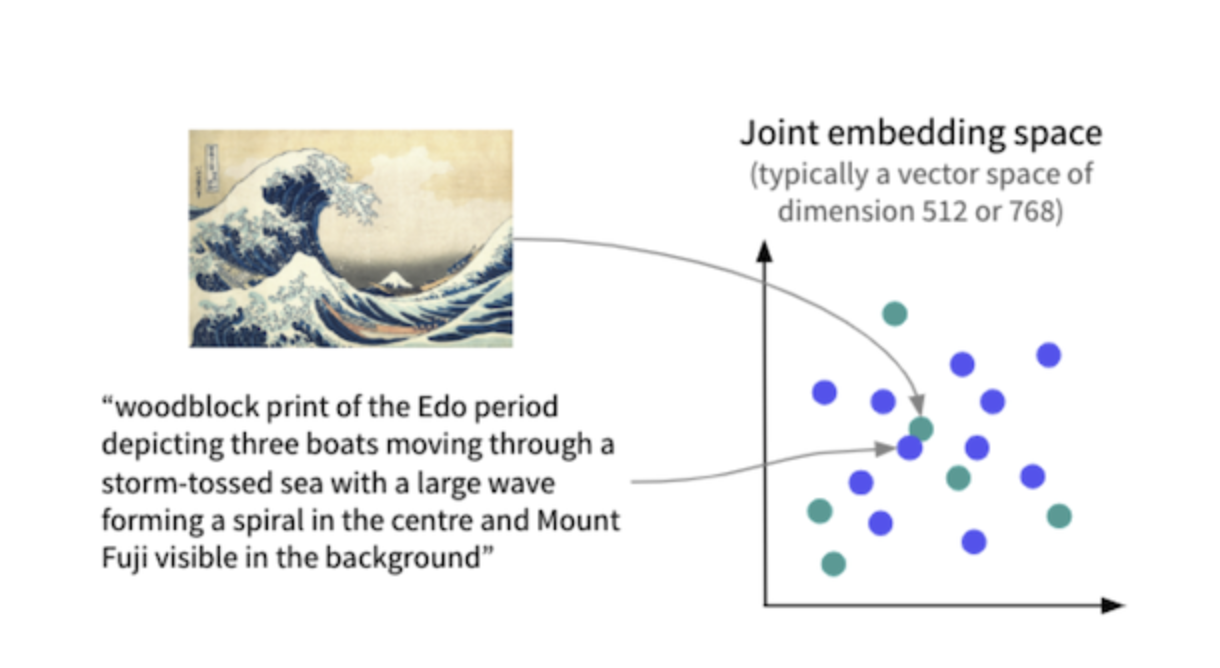 Joint embedding space
(typically a vector space of
dimension 512 or 768)
“woodblock print of the Edo period
depicting three boats moving through a
storm-tossed sea with a large wave
forming a spiral in the centre and Mount
Fuji visible in the background”